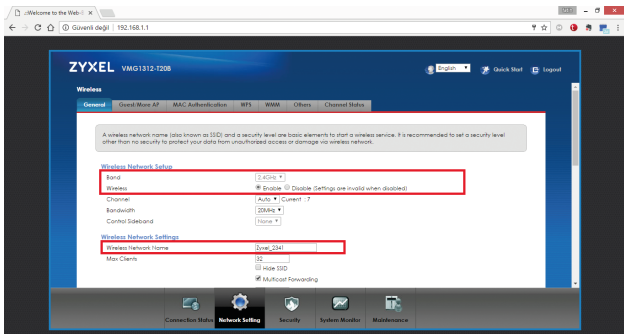 .::Welcome to the Web-
Güvenli değil | 192.168.1.1
ZYXEL VMG1312-T20B
English Quick Start Logout
Wireless
General Guest/More AP MAC Authentication WPS WMM Others Channel Status
A wireless network name (also known as SSID) and a security level are basic elements to start a wireless service. It is recommended to set a security level
other than no security to protect your data from unauthorized access or damage via wireless network.
Wireless Network Setup
Band 2.4GHz
Wireless Enable Disable (Settings are invalid when disabled)
Channel Auto Current : 7
Bandwidth 20MHz
Control Sideband None
Wireless Network Settings
Wireless Network Name Zyxel_2341
Max Clients 32
Hide SSID
Multicast Forwarding
Connection Status Network Setting Security System Monitor Maintenance